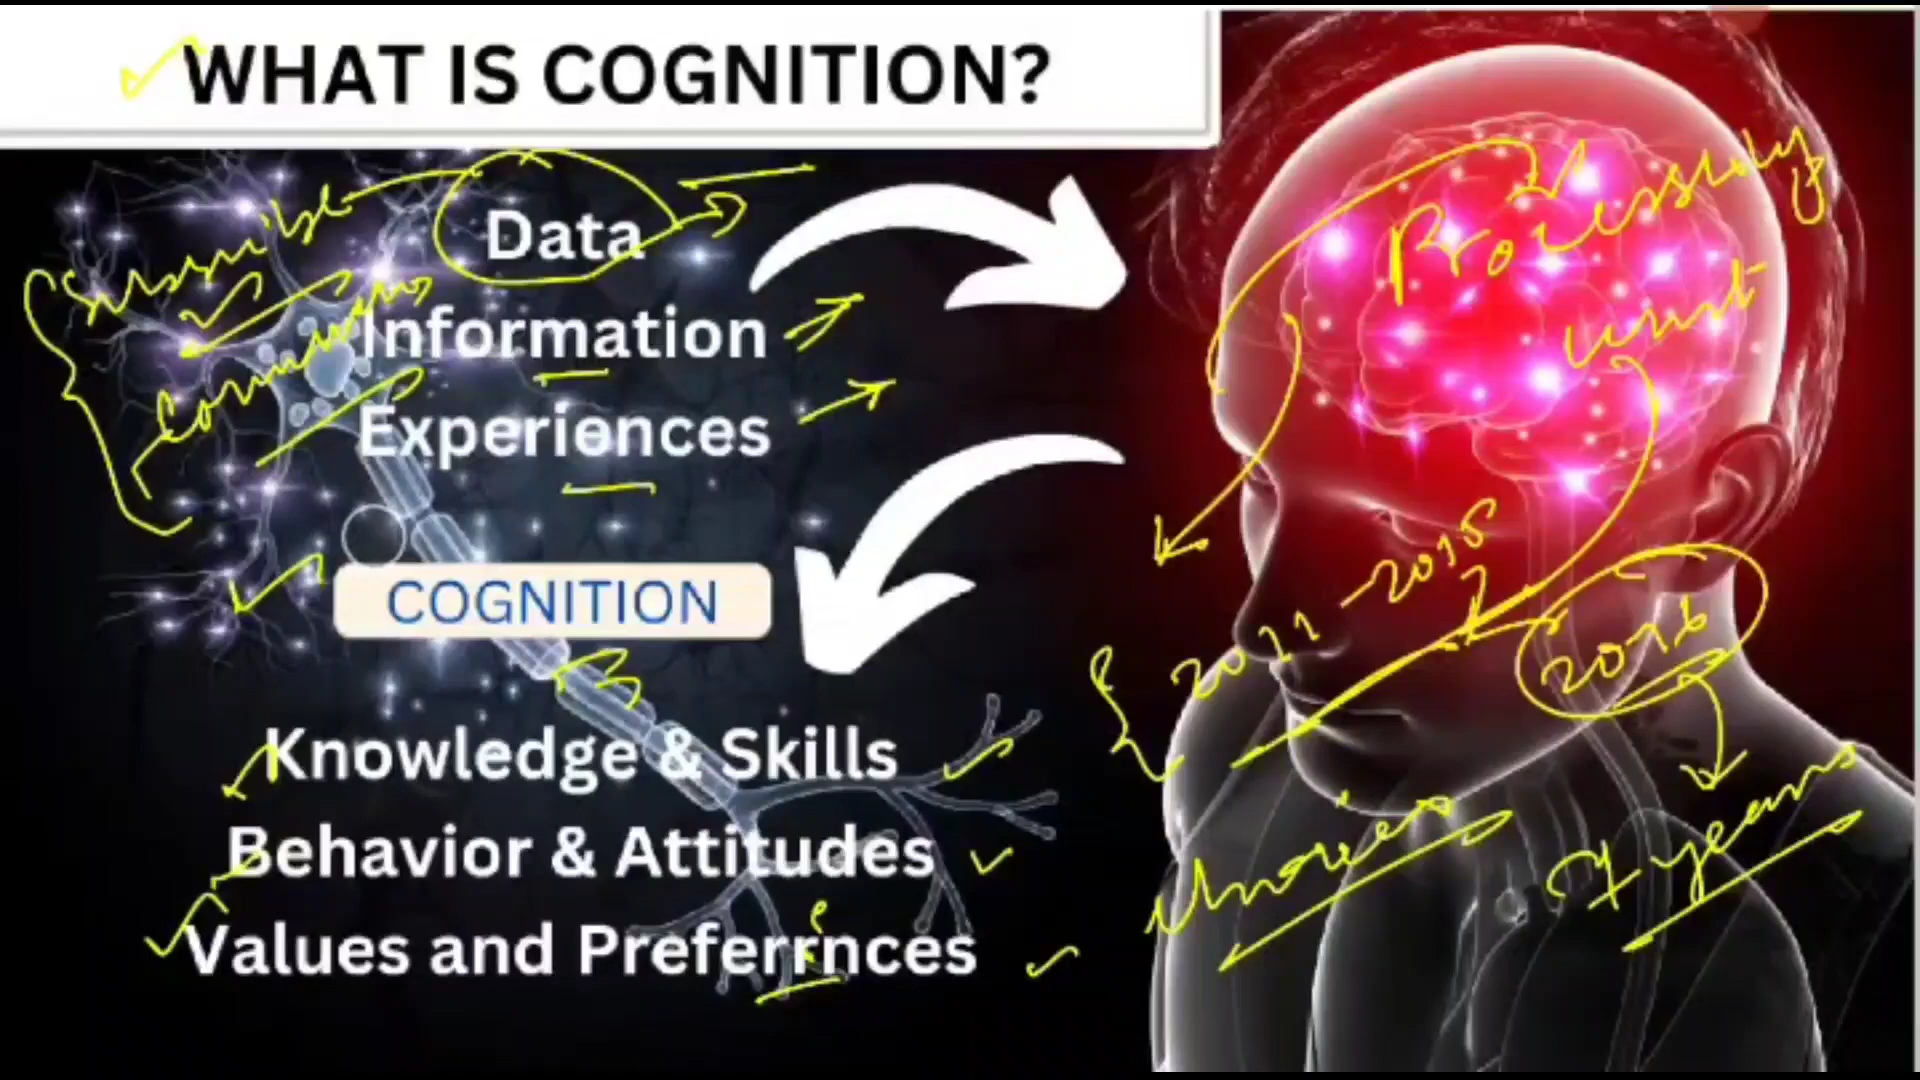 WHAT IS COGNITION?
Data
Information
Experiences
COGNITION
Knowledge & Skills
Behavior & Attitudes
Values and Preferrnces
e
Processing
unit
2011-2015
2016
7 years